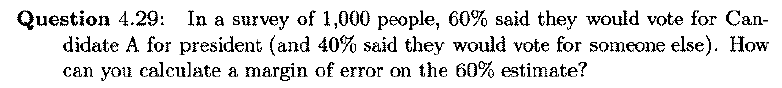 Question 4.29: In a survey of 1,000 people, 60% said they would vote for Can-
didate A for president (and 40% said they would vote for someone else). How
can you calculate a margin of error on the 60% estimate?